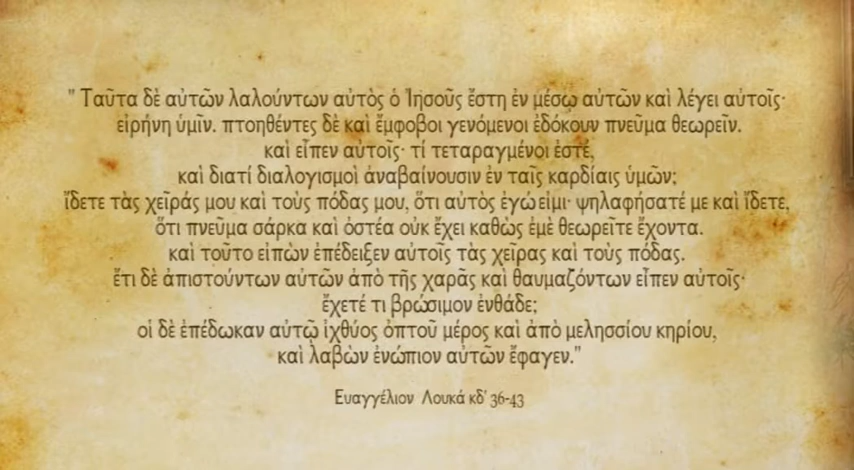 " Ταῦτα δὲ αὐτῶν λαλούντων αὐτὸς ὁ Ἰησοῦς ἔστη ἐν μέσῳ αὐτῶν καὶ λέγει αὐτοῖς·
εἰρήνη ὑμῖν. πτοηθέντες δὲ καὶ ἔμφοβοι γενόμενοι ἐδόκουν πνεῦμα θεωρεῖν.
καὶ εἶπεν αὐτοῖς· τί τεταραγμένοι ἐστέ,
καὶ διατί διαλογισμοὶ ἀναβαίνουσιν ἐν ταῖς καρδίαις ὑμῶν;
ἴδετε τὰς χεῖράς μου καὶ τοὺς πόδας μου, ὅτι αὐτὸς ἐγώ εἰμι· ψηλαφήσατέ με καὶ ἴδετε,
ὅτι πνεῦμα σάρκα καὶ ὀστέα οὐκ ἔχει καθὼς ἐμὲ θεωρεῖτε ἔχοντα.
καὶ τοῦτο εἰπὼν ἐπέδειξεν αὐτοῖς τὰς χεῖρας καὶ τοὺς πόδας.
ἔτι δὲ ἀπιστούντων αὐτῶν ἀπὸ τῆς χαρᾶς καὶ θαυμαζόντων εἶπεν αὐτοῖς·
ἔχετέ τι βρώσιμον ἐνθάδε;
οἱ δὲ ἐπέδωκαν αὐτῷ ἰχθύος ὀπτοῦ μέρος καὶ ἀπὸ μελησσίου κηρίου,
καὶ λαβὼν ἐνώπιον αὐτῶν ἔφαγεν."
Ευαγγέλιον Λουκά κδ' 36-43